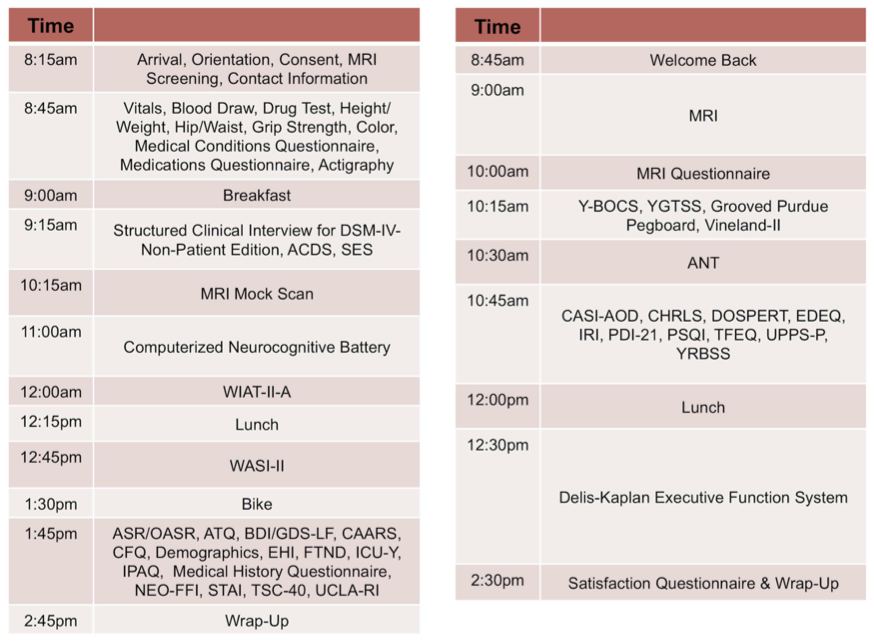 Time
8:15am Arrival, Orientation, Consent, MRI
Screening, Contact Information
8:45am Vitals, Blood Draw, Drug Test, Height/
Weight, Hip/Waist, Grip Strength, Color,
Medical Conditions Questionnaire,
Medications Questionnaire, Actigraphy
9:00am Breakfast
9:15am Structured Clinical Interview for DSM-IV-
Non-Patient Edition, ACDS, SES
10:15am MRI Mock Scan
11:00am Computerized Neurocognitive Battery
12:00am WIAT-II-A
12:15pm Lunch
12:45pm WASI-II
1:30pm Bike
1:45pm ASR/OASR, ATQ, BDI/GDS-LF, CAARS,
CFQ, Demographics, EHI, FTND, ICU-Y,
IPAQ, Medical History Questionnaire,
NEO-FFI, STAI, TSC-40, UCLA-RI
2:45pm Wrap-Up
Time
8:45am Welcome Back
9:00am MRI
10:00am MRI Questionnaire
10:15am Y-BOCS, YGTSS, Grooved Purdue
Pegboard, Vineland-II
10:30am ANT
10:45am CASI-AOD, CHRLS, DOSPERT, EDEQ,
IRI, PDI-21, PSQI, TFEQ, UPPS-P,
YRBSS
12:00pm Lunch
12:30pm Delis-Kaplan Executive Function System
2:30pm Satisfaction Questionnaire & Wrap-Up